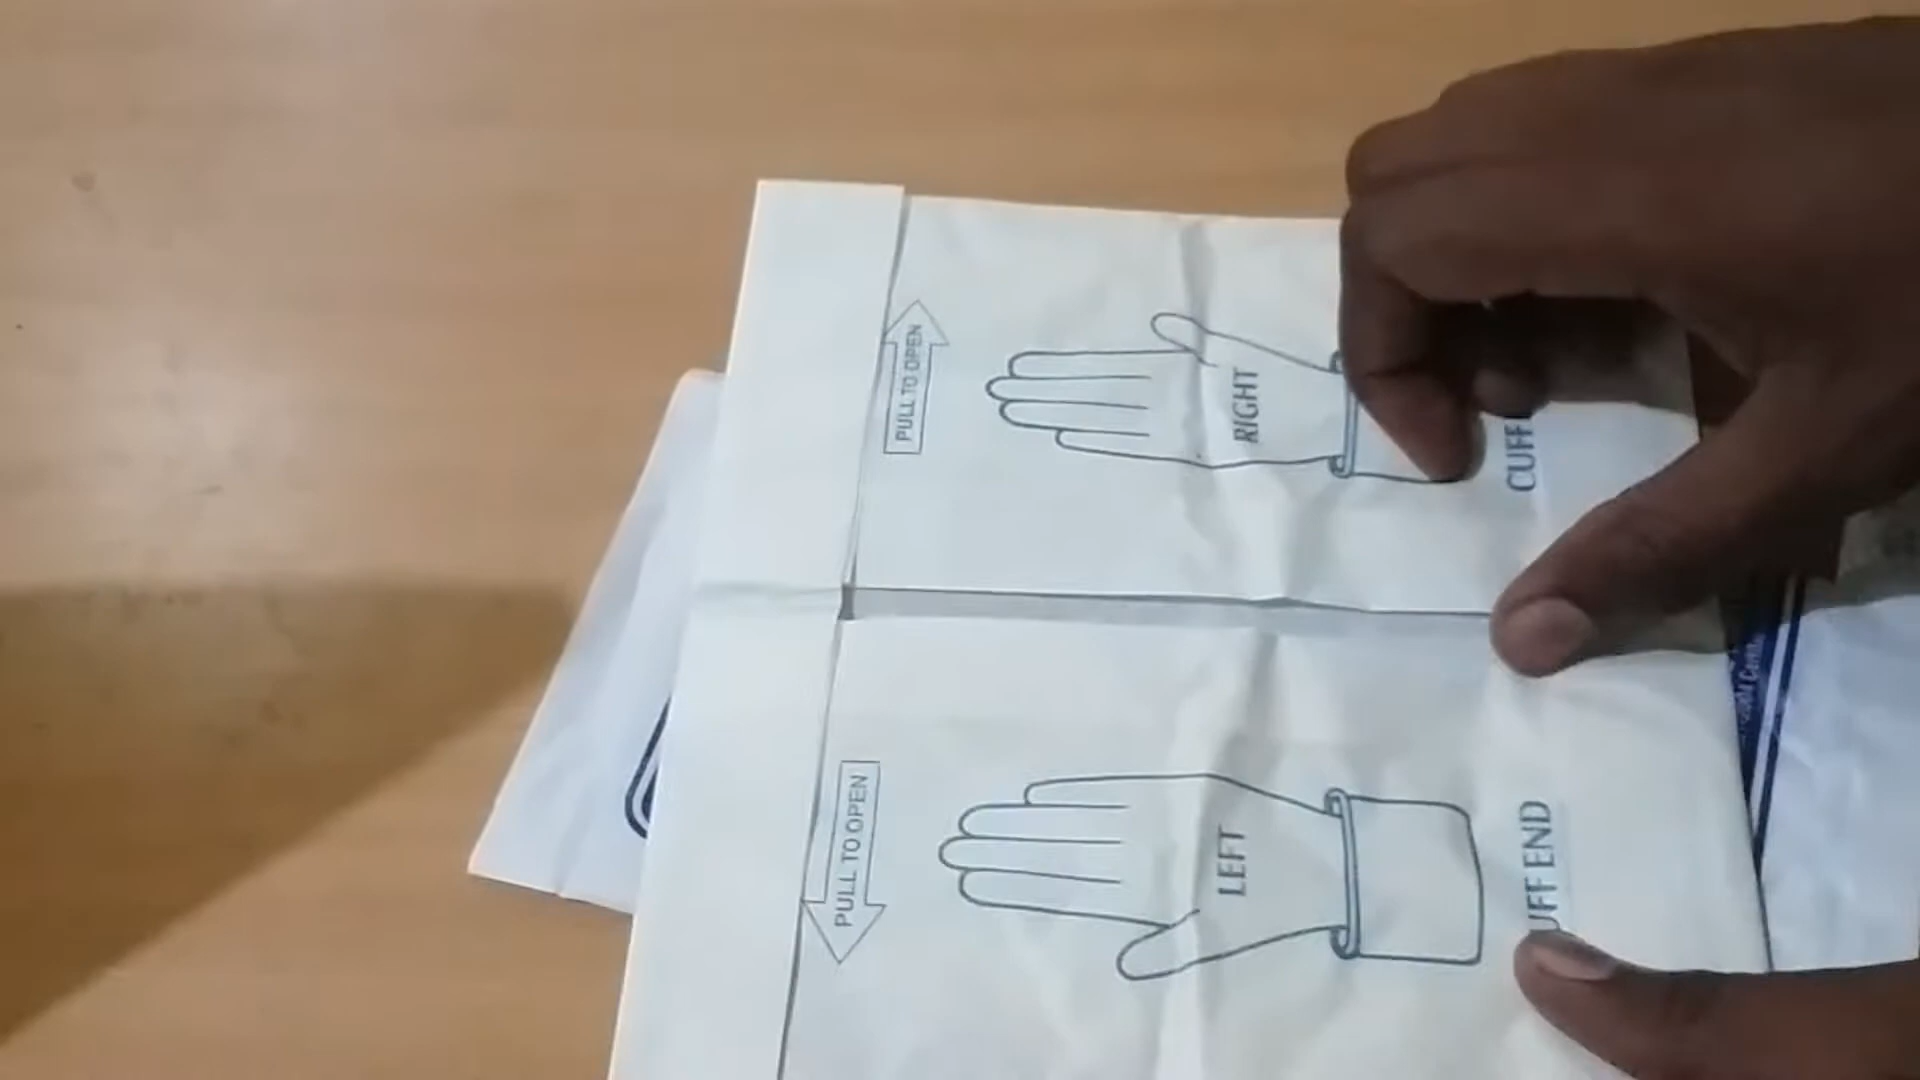 PULL TO OPEN
RIGHT
CUFF
PULL TO OPEN
LEFT
UFF END